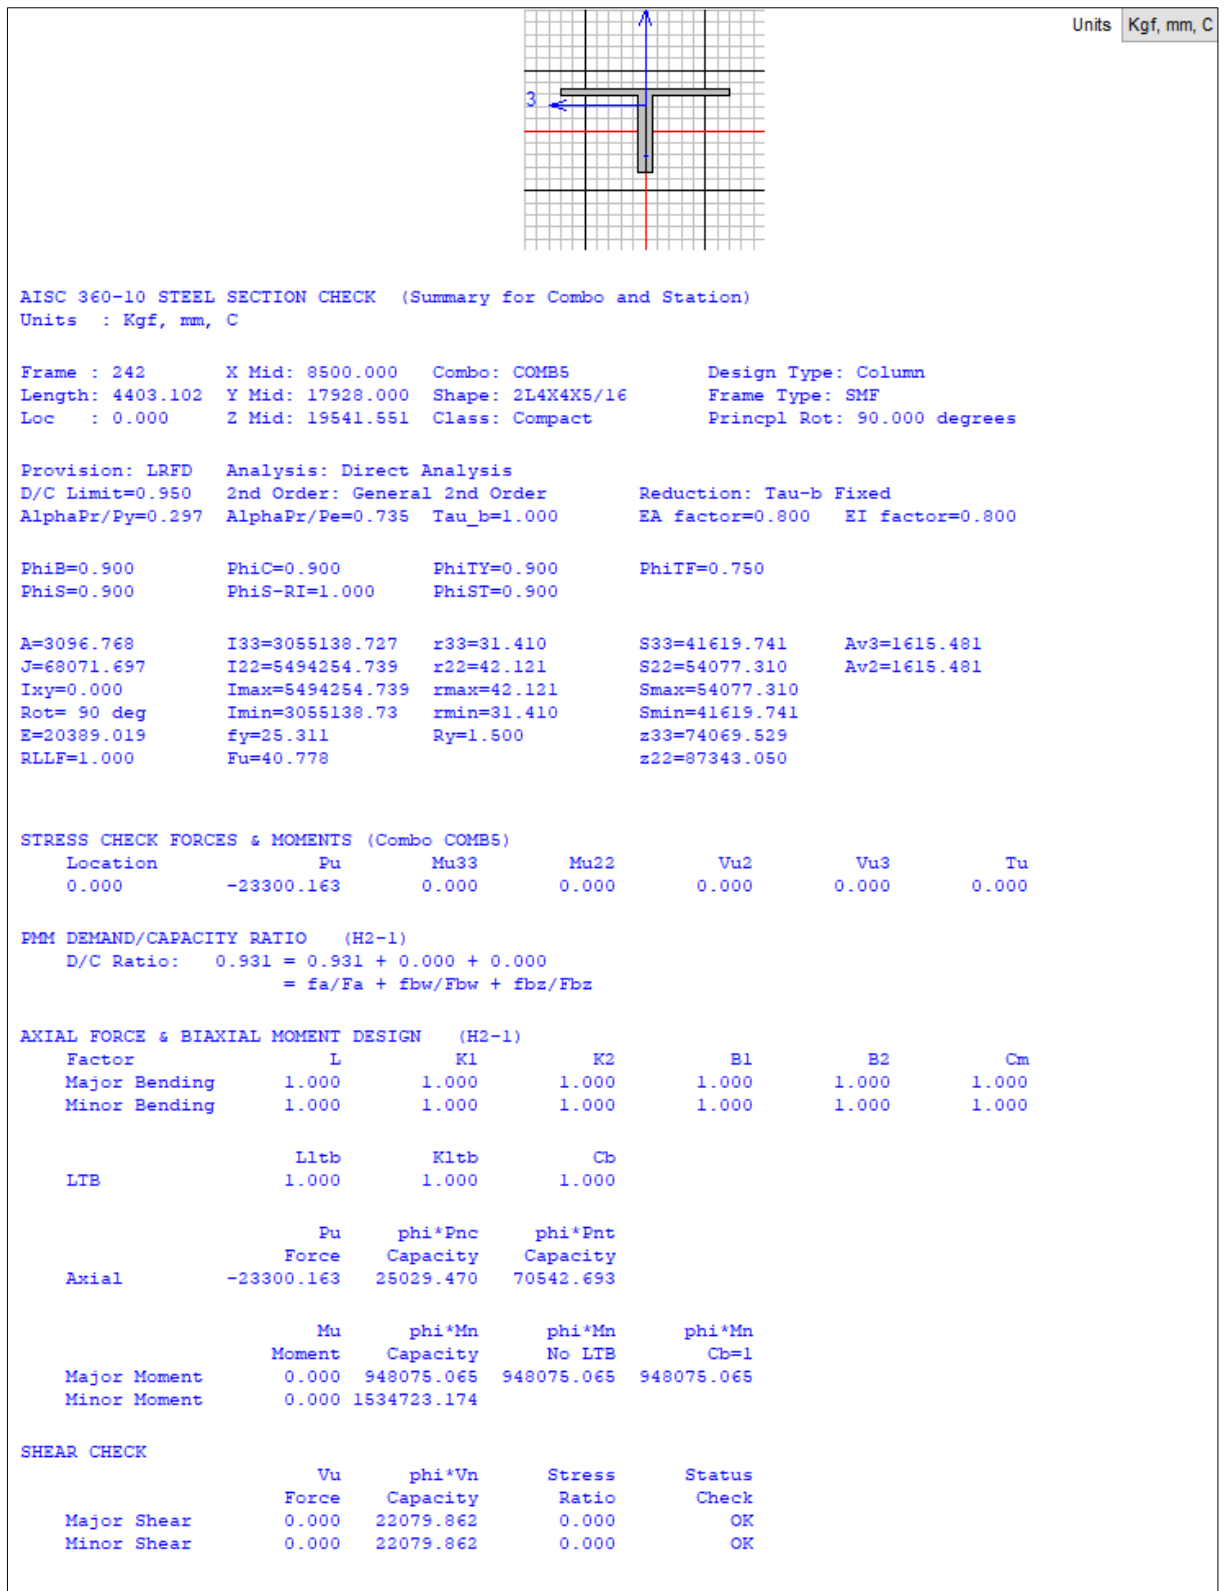 Units Kgf, mm, C
3
AISC 360-10 STEEL SECTION CHECK (Summary for Combo and Station)
Units : Kgf, mm, C
Frame : 242 X Mid: 8500.000 Combo: COMB5 Design Type: Column
Length: 4403.102 Y Mid: 17928.000 Shape: 2L4X4X5/16 Frame Type: SMF
Loc : 0.000 Z Mid: 19541.551 Class: Compact Princpl Rot: 90.000 degrees
Provision: LRFD Analysis: Direct Analysis
D/C Limit=0.950 2nd Order: General 2nd Order Reduction: Tau-b Fixed
AlphaPr/Py=0.297 AlphaPr/Pe=0.735 Tau_b=1.000 EA factor=0.800 EI factor=0.800
PhiB=0.900 PhiC=0.900 PhiTY=0.900 PhiTF=0.750
PhiS=0.900 PhiS-RI=1.000 PhiST=0.900
A=3096.768 I33=3055138.727 r33=31.410 S33=41619.741 Av3=1615.481
J=68071.697 I22=5494254.739 r22=42.121 S22=54077.310 Av2=1615.481
Ixy=0.000 Imax=5494254.739 rmax=42.121 Smax=54077.310
Rot= 90 deg Imin=3055138.73 rmin=31.410 Smin=41619.741
E=20389.019 fy=25.311 Ry=1.500 z33=74069.529
RLLF=1.000 Fu=40.778 z22=87343.050
STRESS CHECK FORCES & MOMENTS (Combo COMB5)
Location Pu Mu33 Mu22 Vu2 Vu3 Tu
0.000 -23300.163 0.000 0.000 0.000 0.000 0.000
PMM DEMAND/CAPACITY RATIO (H2-1)
D/C Ratio: 0.931 = 0.931 + 0.000 + 0.000
= fa/Fa + fbw/Fbw + fbz/Fbz
AXIAL FORCE & BIAXIAL MOMENT DESIGN (H2-1)
Factor L K1 K2 B1 B2 Cm
Major Bending 1.000 1.000 1.000 1.000 1.000 1.000
Minor Bending 1.000 1.000 1.000 1.000 1.000 1.000
Lltb Kltb Cb
LTB 1.000 1.000 1.000
Pu phi*Pnc phi*Pnt
Force Capacity Capacity
Axial -23300.163 25029.470 70542.693
Mu phi*Mn phi*Mn phi*Mn
Moment Capacity No LTB Cb=1
Major Moment 0.000 948075.065 948075.065 948075.065
Minor Moment 0.000 1534723.174
SHEAR CHECK
Vu phi*Vn Stress Status
Force Capacity Ratio Check
Major Shear 0.000 22079.862 0.000 OK
Minor Shear 0.000 22079.862 0.000 OK